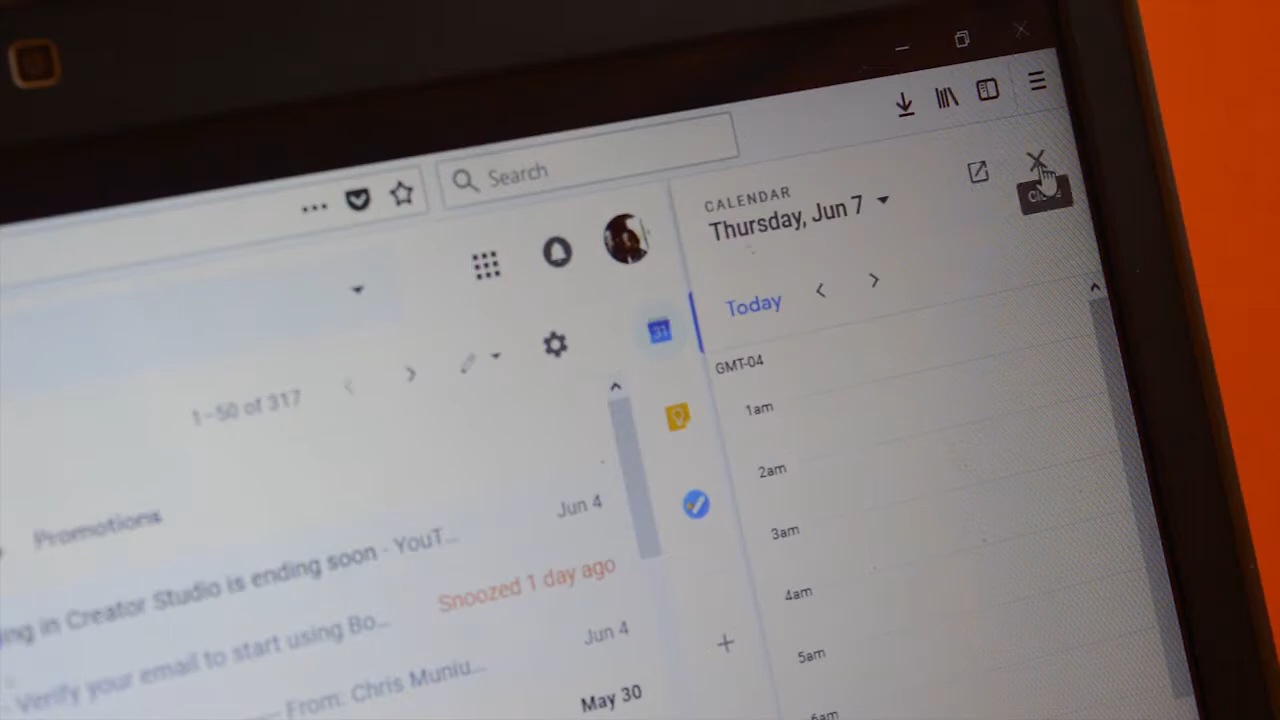 Search
CALENDAR
Thursday, Jun 7
31
Today
GMT-04
1–50 of 317
1am
2am
Promotions
Jun 4
3am
ing in Creator Studio is ending soon - YouT...
Snoozed 1 day ago
4am
Verify your email to start using Bo...
Jun 4
5am
From: Chris Muniu...
May 30
6am